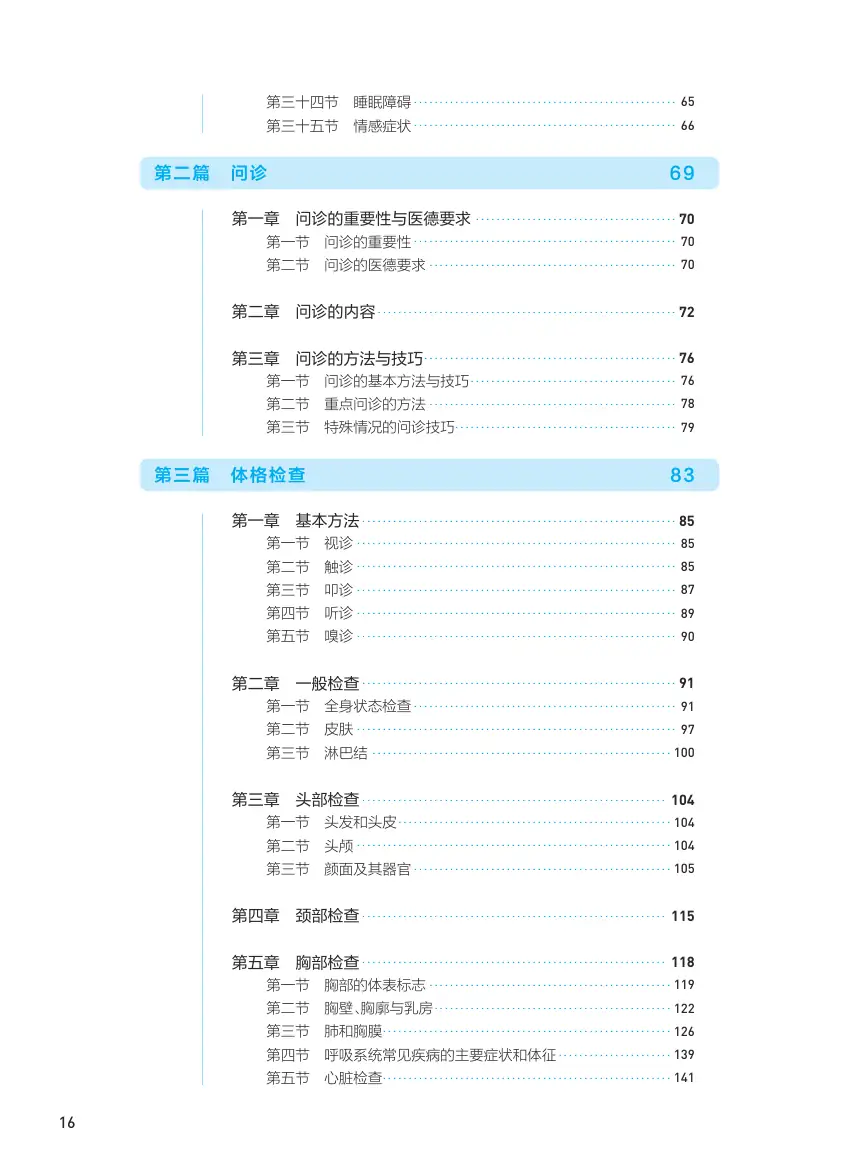 第三十四节 睡眠障碍 65
第三十五节 情感症状 66
第二篇 问诊 69
第一章 问诊的重要性与医德要求 70
第一节 问诊的重要性 70
第二节 问诊的医德要求 70
第二章 问诊的内容 72
第三章 问诊的方法与技巧 76
第一节 问诊的基本方法与技巧 76
第二节 重点问诊的方法 78
第三节 特殊情况的问诊技巧 79
第三篇 体格检查 83
第一章 基本方法 85
第一节 视诊 85
第二节 触诊 85
第三节 叩诊 87
第四节 听诊 89
第五节 嗅诊 90
第二章 一般检查 91
第一节 全身状态检查 91
第二节 皮肤 97
第三节 淋巴结 100
第三章 头部检查 104
第一节 头发和头皮 104
第二节 头颅 104
第三节 颜面及其器官 105
第四章 颈部检查 115
第五章 胸部检查 118
第一节 胸部的体表标志 119
第二节 胸壁、胸廓与乳房 122
第三节 肺和胸膜 126
第四节 呼吸系统常见疾病的主要症状和体征 139
第五节 心脏检查 141
16